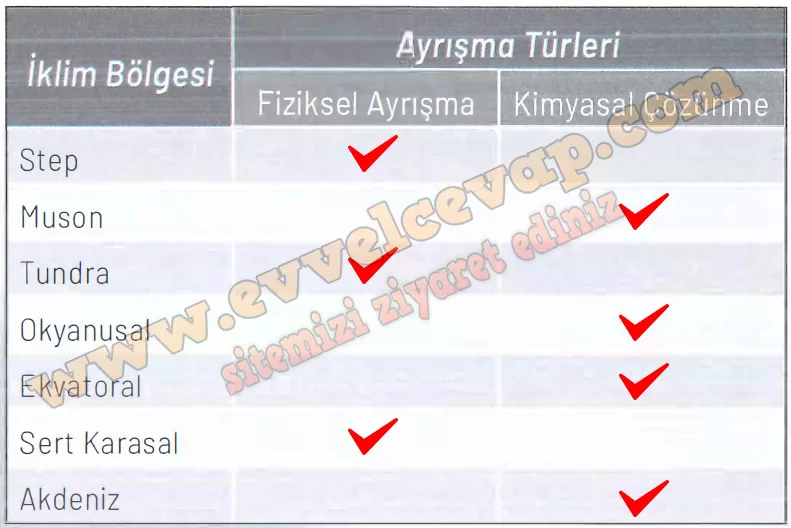 İklim Bölgesi
Ayrışma Türleri
Fiziksel Ayrışma
Kimyasal Çözünme
Step
Muson
Tundra
Okyanusal
Ekvatoral
Sert Karasal
Akdeniz
www.evvelcevap.com
sitemizi ziyaret ediniz